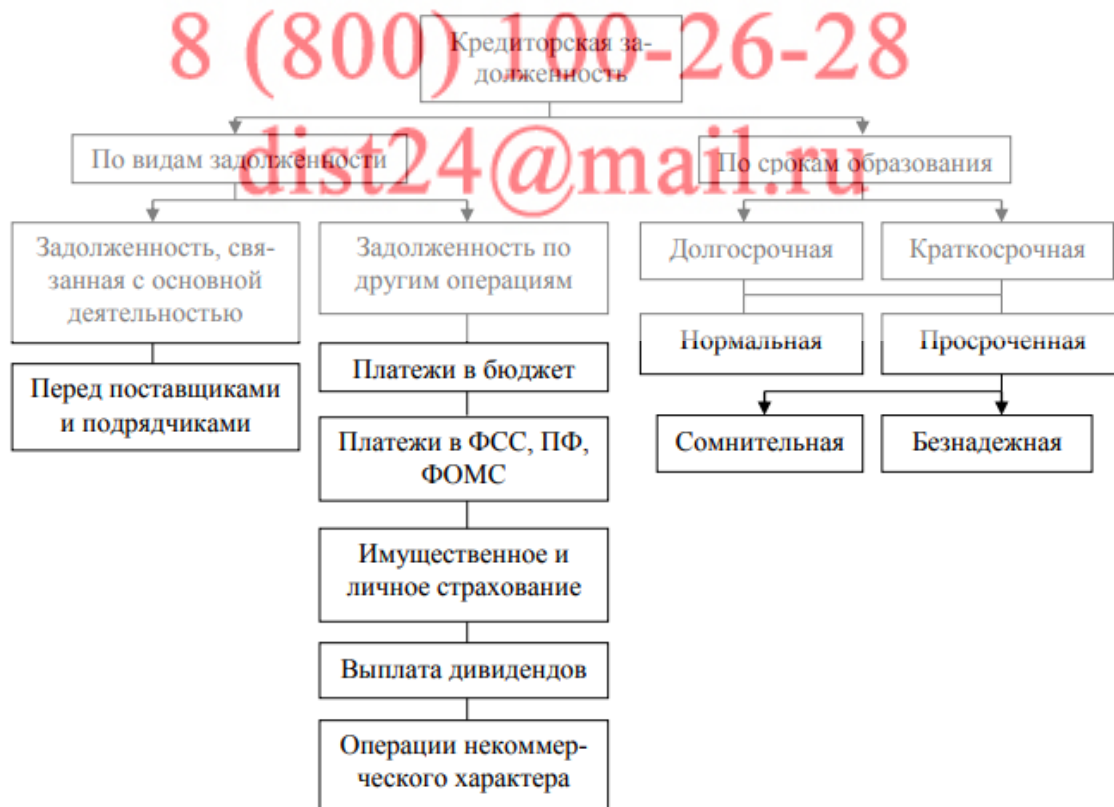 8 (800) 100-26-28
Кредиторская за-
долженность
dist24@mail.ru
По видам задолженности
По срокам образования
Задолженность, свя-
занная с основной
деятельностью
Задолженность по
другим операциям
Долгосрочная
Краткосрочная
Нормальная
Просроченная
Перед поставщиками
и подрядчиками
Платежи в бюджет
Платежи в ФСС, ПФ,
ФОМС
Сомнительная
Безнадежная
Имущественное и
личное страхование
Выплата дивидендов
Операции некоммер-
ческого характера